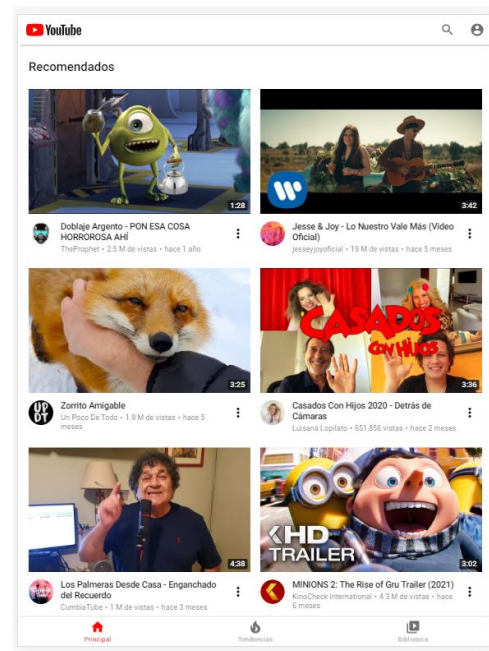 YouTube
Recomendados
1:28
3:42
Doblaje Argento - PON ESA COSA
HORROROSA AHÍ
TheProphet • 2.5 M de vistas • hace 1 año
Jesse & Joy - Lo Nuestro Vale Más (Video
Oficial)
jesseyjoyoficial • 19 M de vistas • hace 5 meses
3:25
CASADOS
CON HIJOS
3:36
UP
DT
Zorrito Amigable
Un Poco De Todo • 1.9 M de vistas • hace 5
meses
Casados Con Hijos 2020 - Detrás de
Cámaras
Luisana Lopilato • 651,856 vistas • hace 2 meses
4:38
KHD
TRAILER
3:02
Los Palmeras Desde Casa - Enganchado
del Recuerdo
CumbiaTube • 1 M de vistas • hace 3 meses
MINIONS 2: The Rise of Gru Trailer (2021)
KinoCheck International • 4.3 M de vistas • hace
6 meses
Principal
Tendencias
Biblioteca